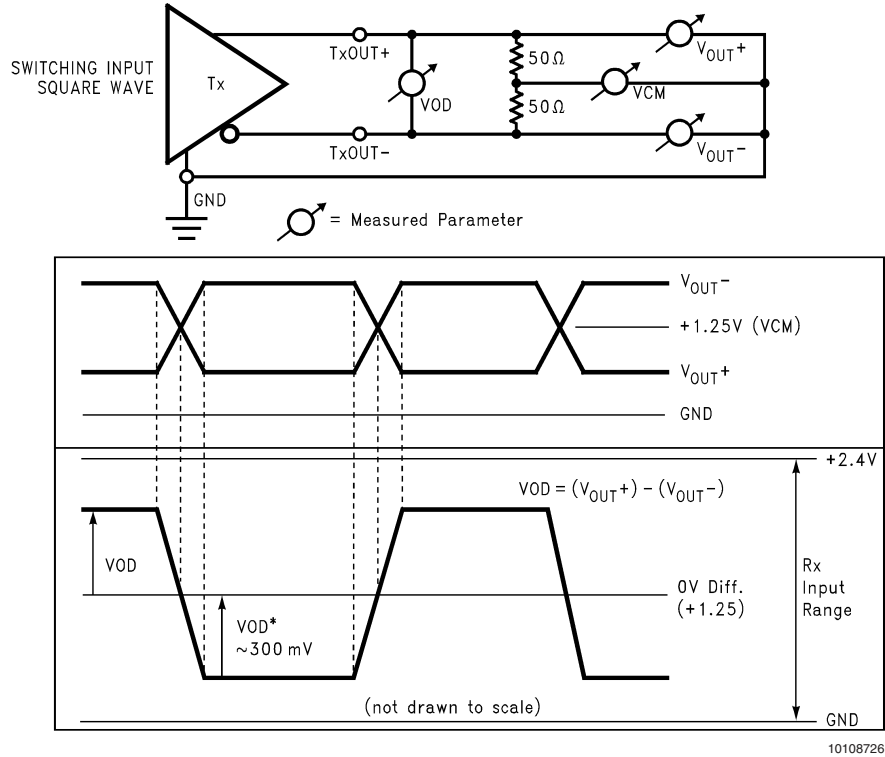 SWITCHING INPUT
SQUARE WAVE
Tx
TxOUT+
TxOUT−
VOD
50Ω
50Ω
VCM
VOUT+
VOUT−
GND
= Measured Parameter
VOUT−
+1.25V (VCM)
VOUT+
GND
+2.4V
VOD = (VOUT+) − (VOUT−)
VOD
0V Diff.
(+1.25)
Rx
Input
Range
VOD*
~300 mV
(not drawn to scale)
GND
10108726